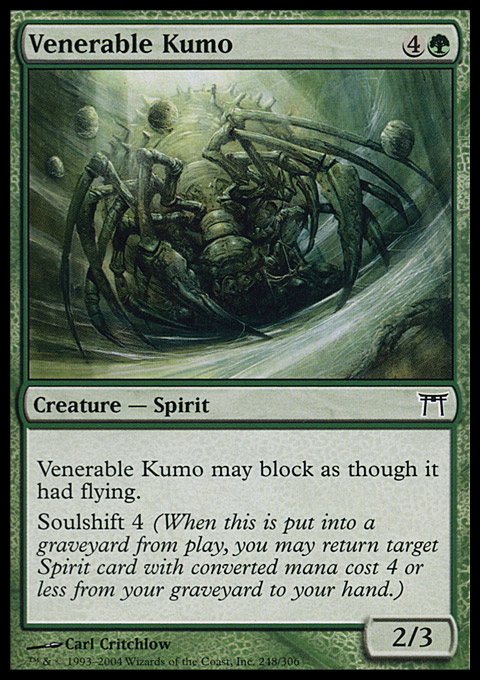 Venerable Kumo 4
Creature — Spirit
Venerable Kumo may block as though it
had flying.
Soulshift 4 (When this is put into a
graveyard from play, you may return target
Spirit card with converted mana cost 4 or
less from your graveyard to your hand.)
Carl Critchlow
2/3
™ & © 1993–2004 Wizards of the Coast, Inc. 248/306